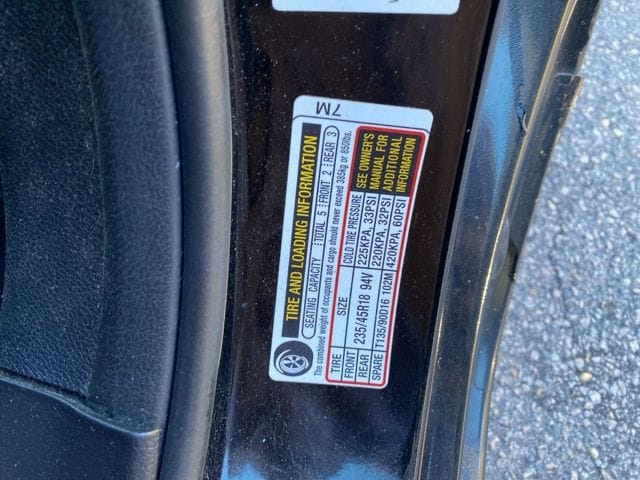 7M
TIRE AND LOADING INFORMATION
SEATING CAPACITY TOTAL 5 FRONT 2 REAR 3
The combined weight of occupants and cargo should never exceed 385kg or 850lbs.
TIRE SIZE COLD TIRE PRESSURE
FRONT 235/45R18 94V 225KPA, 33PSI
REAR 220KPA, 32PSI
SPARE T135/90D16 102M 420KPA, 60PSI
SEE OWNER'S
MANUAL FOR
ADDITIONAL
INFORMATION